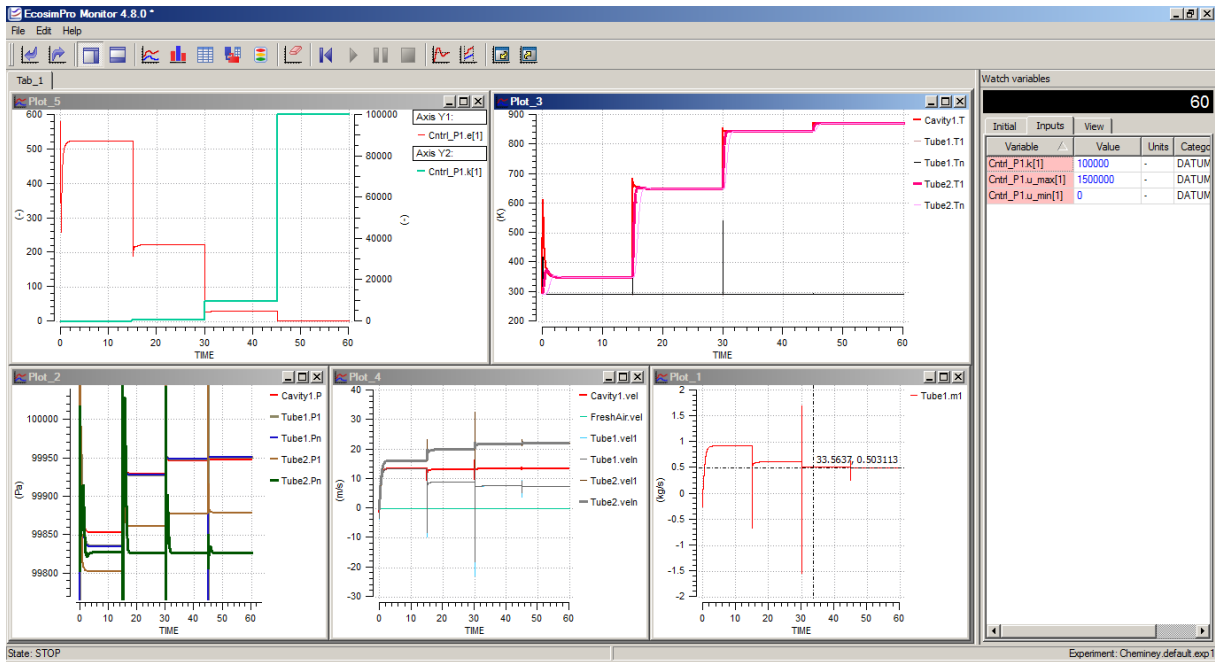 EcosimPro Monitor 4.8.0 *
File Edit Help
Tab_1
Plot_5
600
500
400
300
200
100
0
(-)
0 10 20 30 40 50 60
TIME
100000
80000
60000
40000
20000
0
(-)
Axis Y1:
Cntrl_P1.e[1]
Axis Y2:
Cntrl_P1.k[1]
Plot_3
900
800
700
600
500
400
300
200
(K)
0 10 20 30 40 50 60
TIME
Cavity1.T
Tube1.T1
Tube1.Tn
Tube2.T1
Tube2.Tn
Plot_2
100000
99950
99900
99850
99800
(Pa)
0 10 20 30 40 50 60
TIME
Cavity1.P
Tube1.P1
Tube1.Pn
Tube2.P1
Tube2.Pn
Plot_4
40
30
20
10
0
-10
-20
-30
(m/s)
0 10 20 30 40 50 60
TIME
Cavity1.vel
FreshAir.vel
Tube1.vel1
Tube1.veln
Tube2.vel1
Tube2.veln
Plot_1
2
1.5
1
0.5
0
-0.5
-1
-1.5
-2
(kg/s)
33.5637, 0.503113
0 10 20 30 40 50 60
TIME
Tube1.m1
Watch variables
60
Initial Inputs View
Variable Value Units Catego
Cntrl_P1.k[1] 100000 - DATUM
Cntrl_P1.u_max[1] 1500000 - DATUM
Cntrl_P1.u_min[1] 0 - DATUM
State: STOP
Experiment: Cheminey.default.exp1